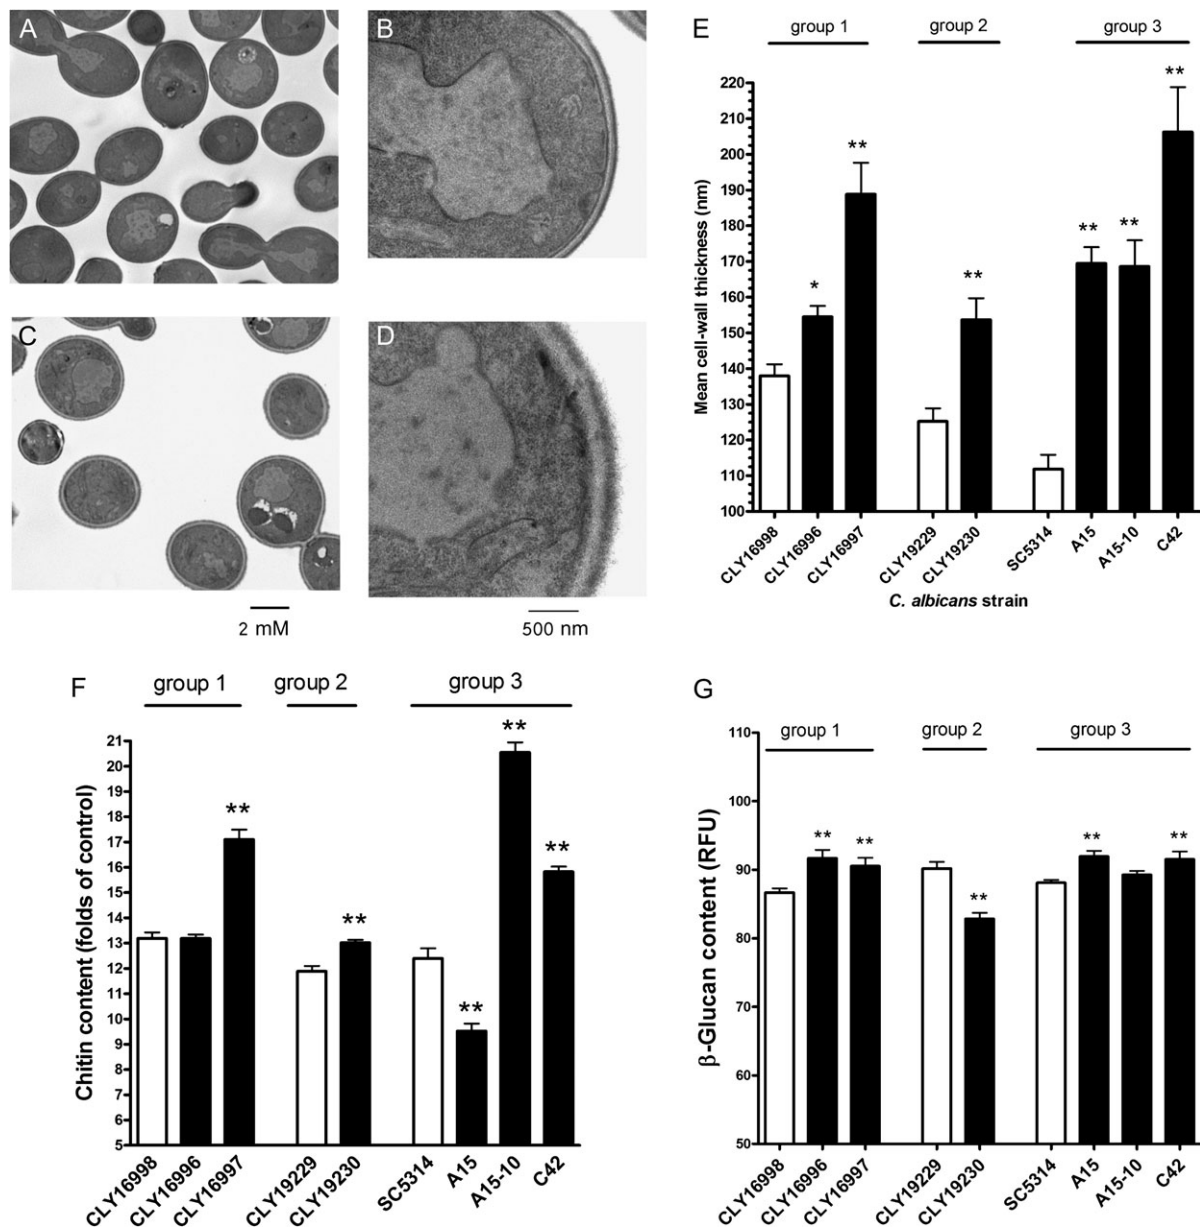 A
B
C
D
2 mM
500 nm
E
group 1
group 2
group 3
Mean cell-wall thickness (nm)
220
210
200
190
180
170
160
150
140
130
120
110
100
*
**
**
**
**
**
CLY16998
CLY16996
CLY16997
CLY19229
CLY19230
SC5314
A15
A15-10
C42
C. albicans strain
F
group 1
group 2
group 3
Chitin content (folds of control)
21
20
19
18
17
16
15
14
13
12
11
10
9
8
7
6
5
**
**
**
**
**
CLY16998
CLY16996
CLY16997
CLY19229
CLY19230
SC5314
A15
A15-10
C42
G
group 1
group 2
group 3
β-Glucan content (RFU)
110
100
90
80
70
60
50
**
**
**
**
**
CLY16998
CLY16996
CLY16997
CLY19229
CLY19230
SC5314
A15
A15-10
C42